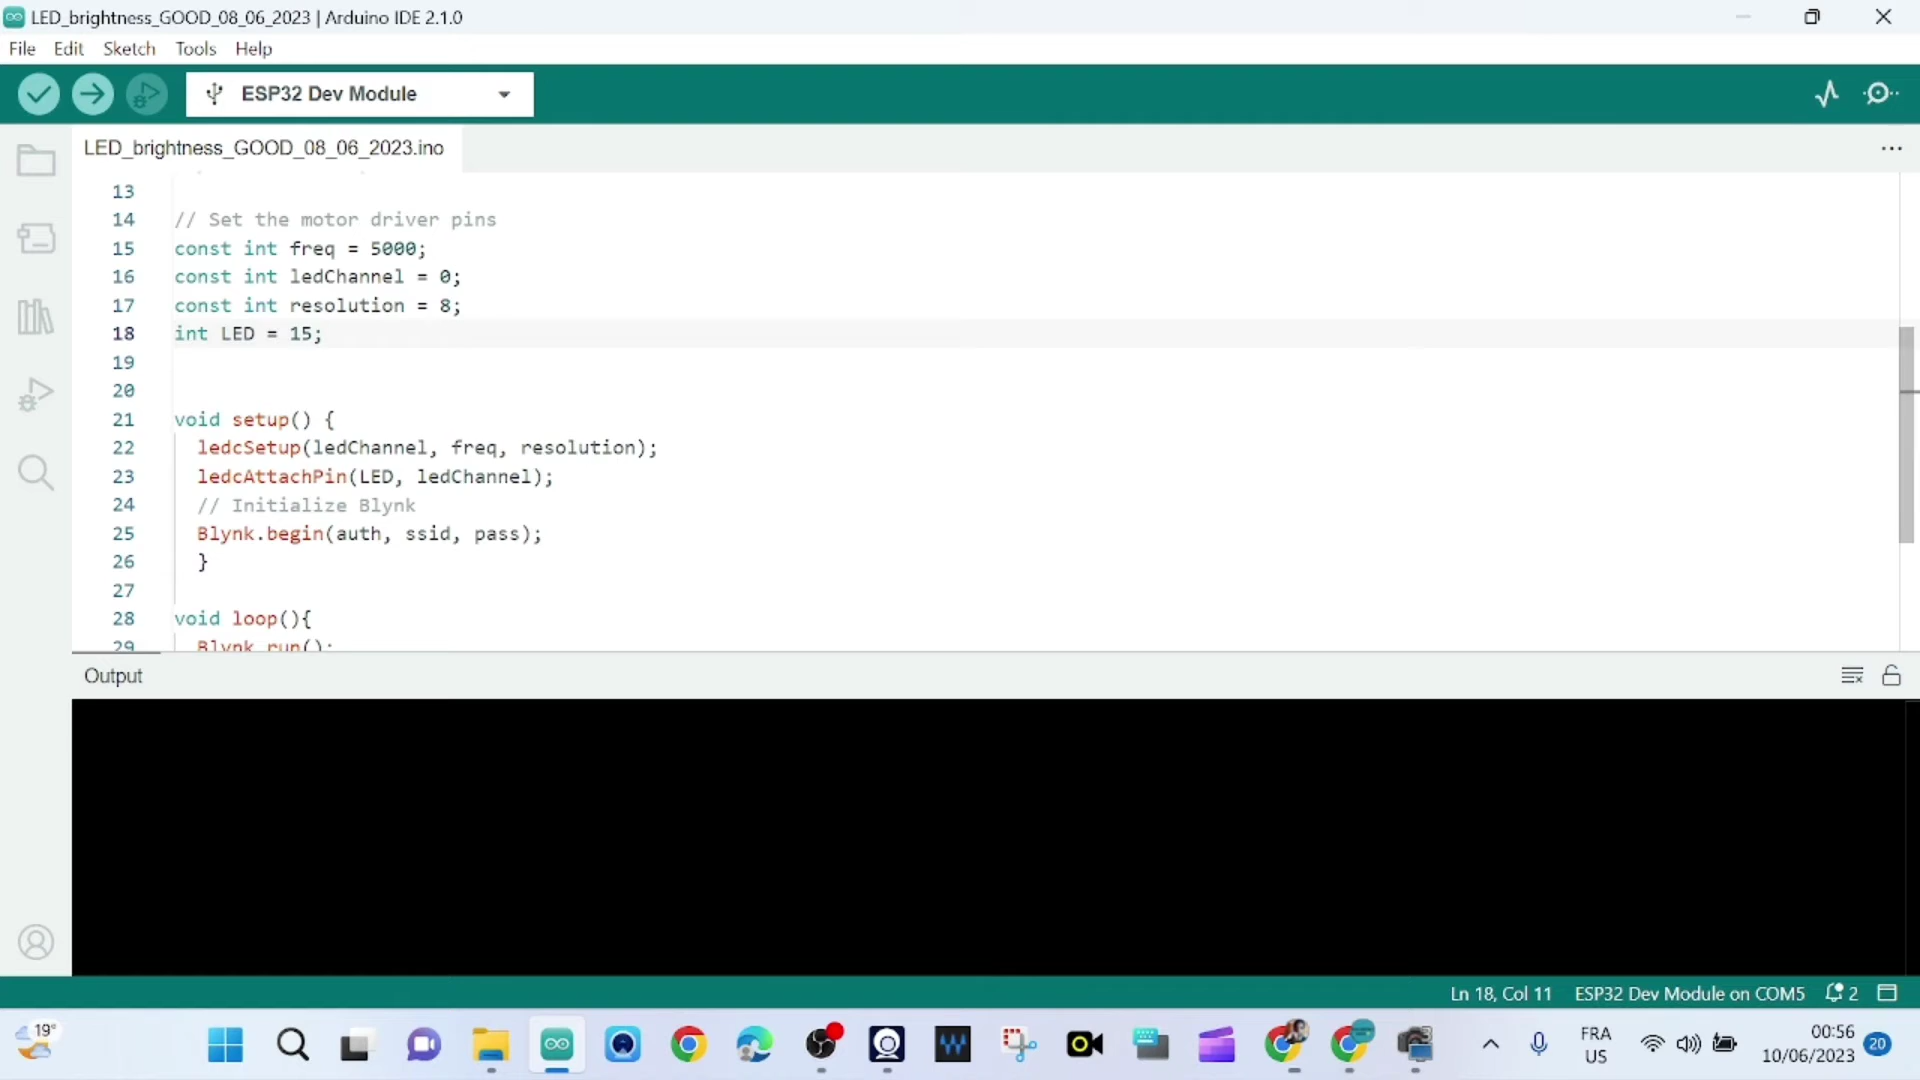 LED_brightness_GOOD_08_06_2023 | Arduino IDE 2.1.0
File Edit Sketch Tools Help
ESP32 Dev Module
LED_brightness_GOOD_08_06_2023.ino
13
14 // Set the motor driver pins
15 const int freq = 5000;
16 const int ledChannel = 0;
17 const int resolution = 8;
18 int LED = 15;
19
20
21 void setup() {
22 ledcSetup(ledChannel, freq, resolution);
23 ledcAttachPin(LED, ledChannel);
24 // Initialize Blynk
25 Blynk.begin(auth, ssid, pass);
26 }
27
28 void loop(){
29 Blynk.run();
Output
Ln 18, Col 11 ESP32 Dev Module on COM5 2
19°
FRA
US
00:56
10/06/2023
20